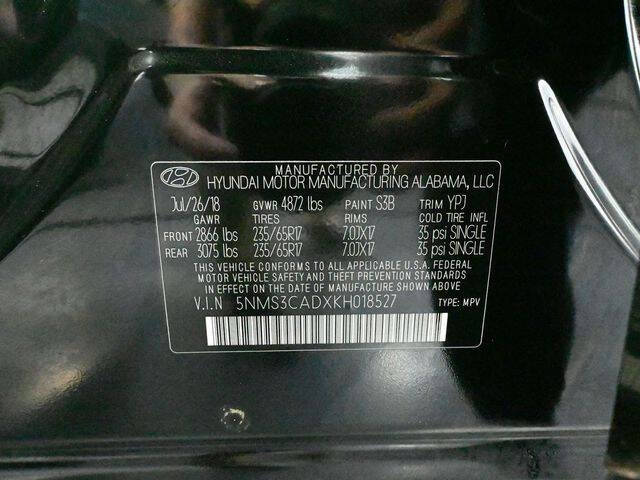 MANUFACTURED BY
HYUNDAI MOTOR MANUFACTURING ALABAMA, LLC
Jul/26/18 GVWR 4872 lbs PAINT S3B TRIM YPJ
GAWR TIRES RIMS COLD TIRE INFL
FRONT 2866 lbs 235/65R17 7.0JX17 35 psi SINGLE
REAR 3075 lbs 235/65R17 7.0JX17 35 psi SINGLE
THIS VEHICLE CONFORMS TO ALL APPLICABLE U.S.A. FEDERAL
MOTOR VEHICLE SAFETY AND THEFT PREVENTION STANDARDS
IN EFFECT ON THE DATE OF MANUFACTURE SHOWN ABOVE.
V.I.N 5NMS3CADXKH018527 TYPE: MPV